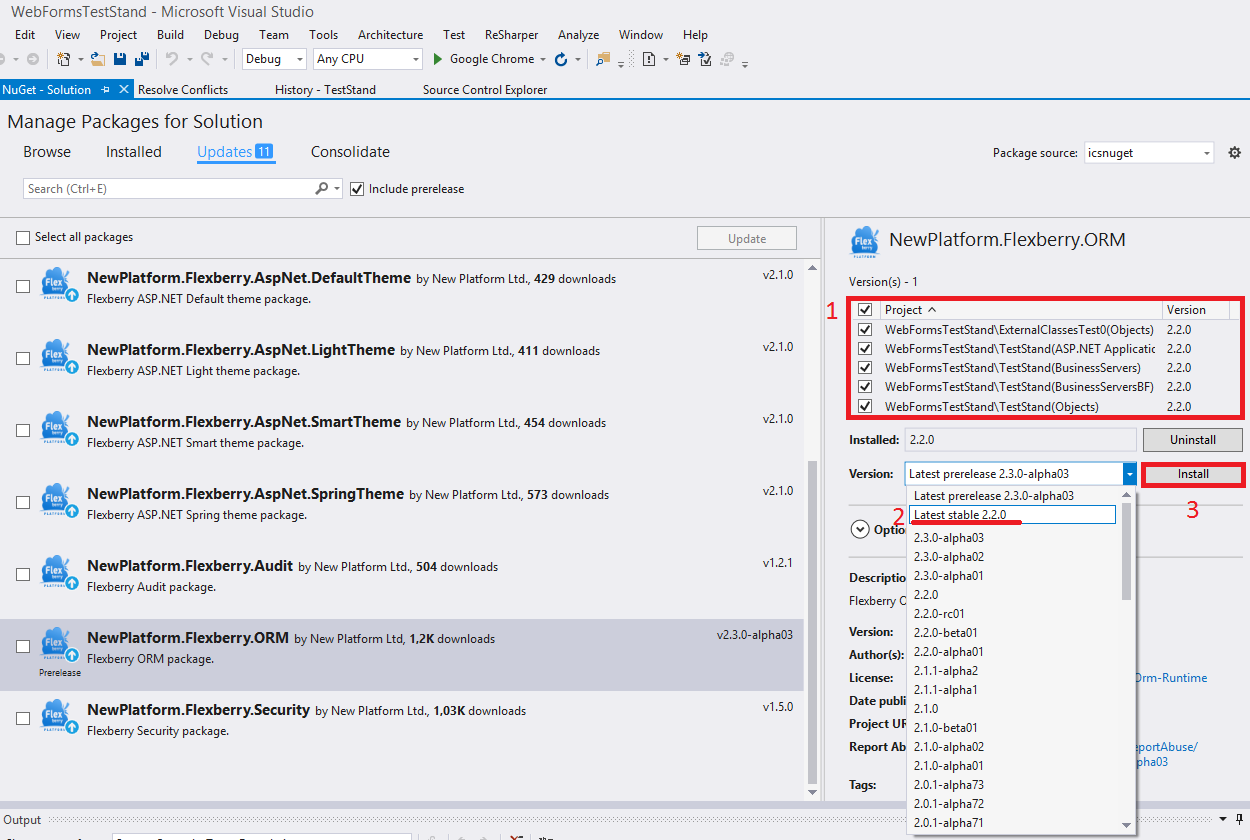 WebFormsTestStand - Microsoft Visual Studio
Edit View Project Build Debug Team Tools Architecture Test ReSharper Analyze Window Help
Debug Any CPU Google Chrome
NuGet - Solution Resolve Conflicts History - TestStand Source Control Explorer
Manage Packages for Solution
Browse Installed Updates 11 Consolidate
Package source: icsnuget
Search (Ctrl+E) Include prerelease
Select all packages Update
NewPlatform.Flexberry.AspNet.DefaultTheme by New Platform Ltd., 429 downloads v2.1.0
Flexberry ASP.NET Default theme package.
NewPlatform.Flexberry.AspNet.LightTheme by New Platform Ltd., 411 downloads v2.1.0
Flexberry ASP.NET Light theme package.
NewPlatform.Flexberry.AspNet.SmartTheme by New Platform Ltd., 454 downloads v2.1.0
Flexberry ASP.NET Smart theme package.
NewPlatform.Flexberry.AspNet.SpringTheme by New Platform Ltd., 573 downloads v2.1.0
Flexberry ASP.NET Spring theme package.
NewPlatform.Flexberry.Audit by New Platform Ltd., 504 downloads v1.2.1
Flexberry Audit package.
NewPlatform.Flexberry.ORM by New Platform Ltd, 1,2K downloads v2.3.0-alpha03
Flexberry ORM package.
Prerelease
NewPlatform.Flexberry.Security by New Platform Ltd., 1,03K downloads v1.5.0
Flexberry Security package.
NewPlatform.Flexberry.ORM
Version(s) - 1
1
Project Version
WebFormsTestStand\ExternalClassesTest0(Objects) 2.2.0
WebFormsTestStand\TestStand(ASP.NET Applicatic 2.2.0
WebFormsTestStand\TestStand(BusinessServers) 2.2.0
WebFormsTestStand\TestStand(BusinessServersBF) 2.2.0
WebFormsTestStand\TestStand(Objects) 2.2.0
Installed: 2.2.0 Uninstall
Version: Latest prerelease 2.3.0-alpha03 Install
Latest prerelease 2.3.0-alpha03
2 Latest stable 2.2.0 3
Optio
2.3.0-alpha03
2.3.0-alpha02
2.3.0-alpha01
2.2.0
2.2.0-rc01
2.2.0-beta01
2.2.0-alpha01
2.1.1-alpha2
2.1.1-alpha1
2.1.0
2.1.0-beta01
2.1.0-alpha02
2.1.0-alpha01
2.0.1-alpha73
2.0.1-alpha72
2.0.1-alpha71
Descriptio
Flexberry O
Version:
Author(s):
License: Orm-Runtime
Date publi
Project UR
Report Ab eportAbuse/
pha03
Tags:
Output